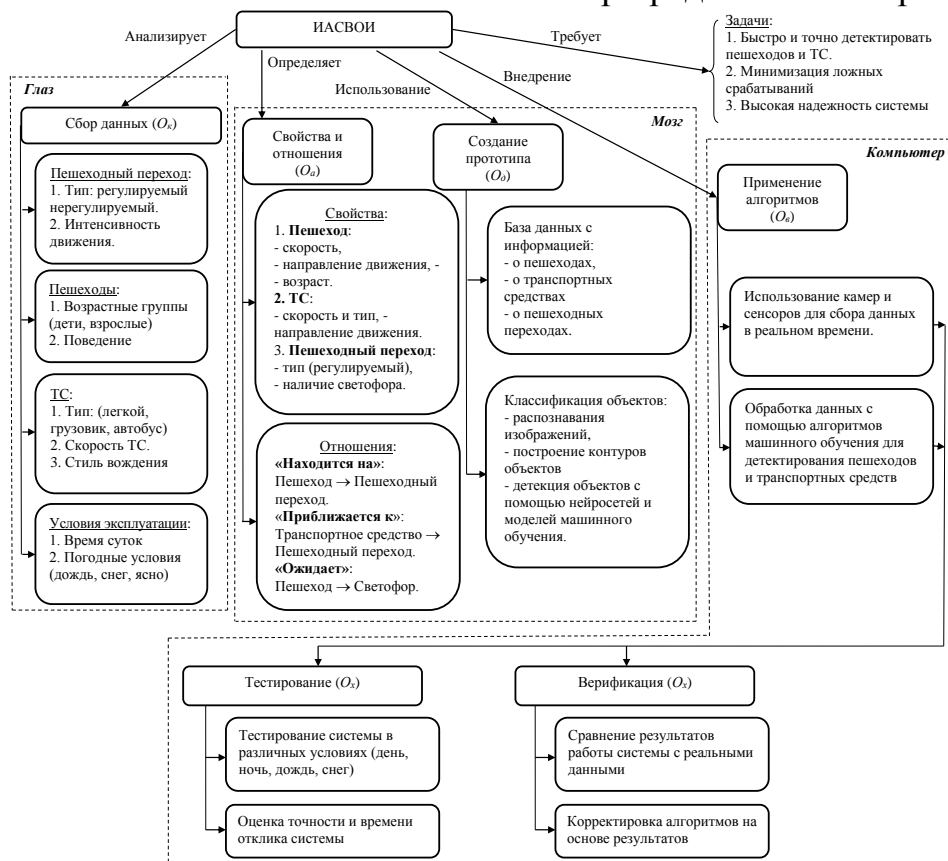 ИАСВОИ
Анализирует
Определяет
Использование
Внедрение
Требует
Задачи:
1. Быстро и точно детектировать
пешеходов и ТС.
2. Минимизация ложных
срабатываний
3. Высокая надежность системы
Глаз
Сбор данных (Oк)
Пешеходный переход:
1. Тип: регулируемый
нерегулируемый.
2. Интенсивность
движения.
Пешеходы:
1. Возрастные группы
(дети, взрослые)
2. Поведение
ТС:
1. Тип: (легкой,
грузовик, автобус)
2. Скорость ТС.
3. Стиль вождения
Условия эксплуатации:
1. Время суток
2. Погодные условия
(дождь, снег, ясно)
Мозг
Свойства и
отношения
(Oа)
Свойства:
1. Пешеход:
- скорость,
- направление движения, -
- возраст.
2. ТС:
- скорость и тип, -
направление движения.
3. Пешеходный переход:
- тип (регулируемый),
- наличие светофора.
Отношения:
«Находится на»:
Пешеход → Пешеходный
переход.
«Приближается к»:
Транспортное средство →
Пешеходный переход.
«Ожидает»:
Пешеход → Светофор.
Создание
прототипа
(Oд)
База данных с
информацией:
- о пешеходах,
- о транспортных
средствах
- о пешеходных
переходах.
Классификация объектов:
- распознавания
изображений,
- построение контуров
объектов
- детекция объектов с
помощью нейросетей и
моделей машинного
обучения.
Компьютер
Применение
алгоритмов
(Oв)
Использование камер и
сенсоров для сбора данных
в реальном времени.
Обработка данных с
помощью алгоритмов
машинного обучения для
детектирования пешеходов
и транспортных средств
Тестирование (Oх)
Тестирование системы в
различных условиях (день,
ночь, дождь, снег)
Оценка точности и времени
отклика системы
Верификация (Oх)
Сравнение результатов
работы системы с реальными
данными
Корректировка алгоритмов на
основе результатов